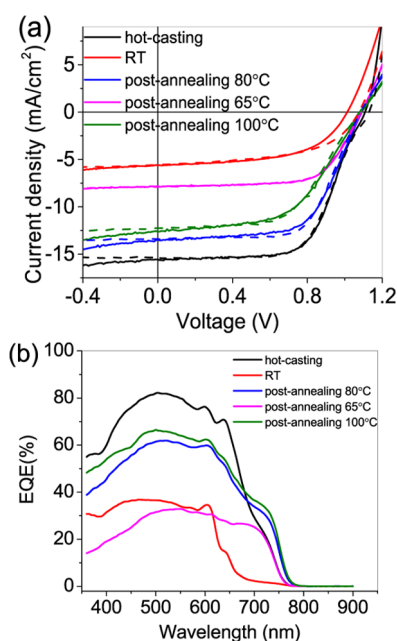 (a)
hot-casting
RT
post-annealing 80°C
post-annealing 65°C
post-annealing 100°C
Current density (mA/cm²)
5
0
-5
-10
-15
-0.4 0.0 0.4 0.8 1.2
Voltage (V)
(b)
hot-casting
RT
post-annealing 80°C
post-annealing 65°C
post-annealing 100°C
EQE(%)
100
80
60
40
20
0
400 500 600 700 800 900
Wavelength (nm)